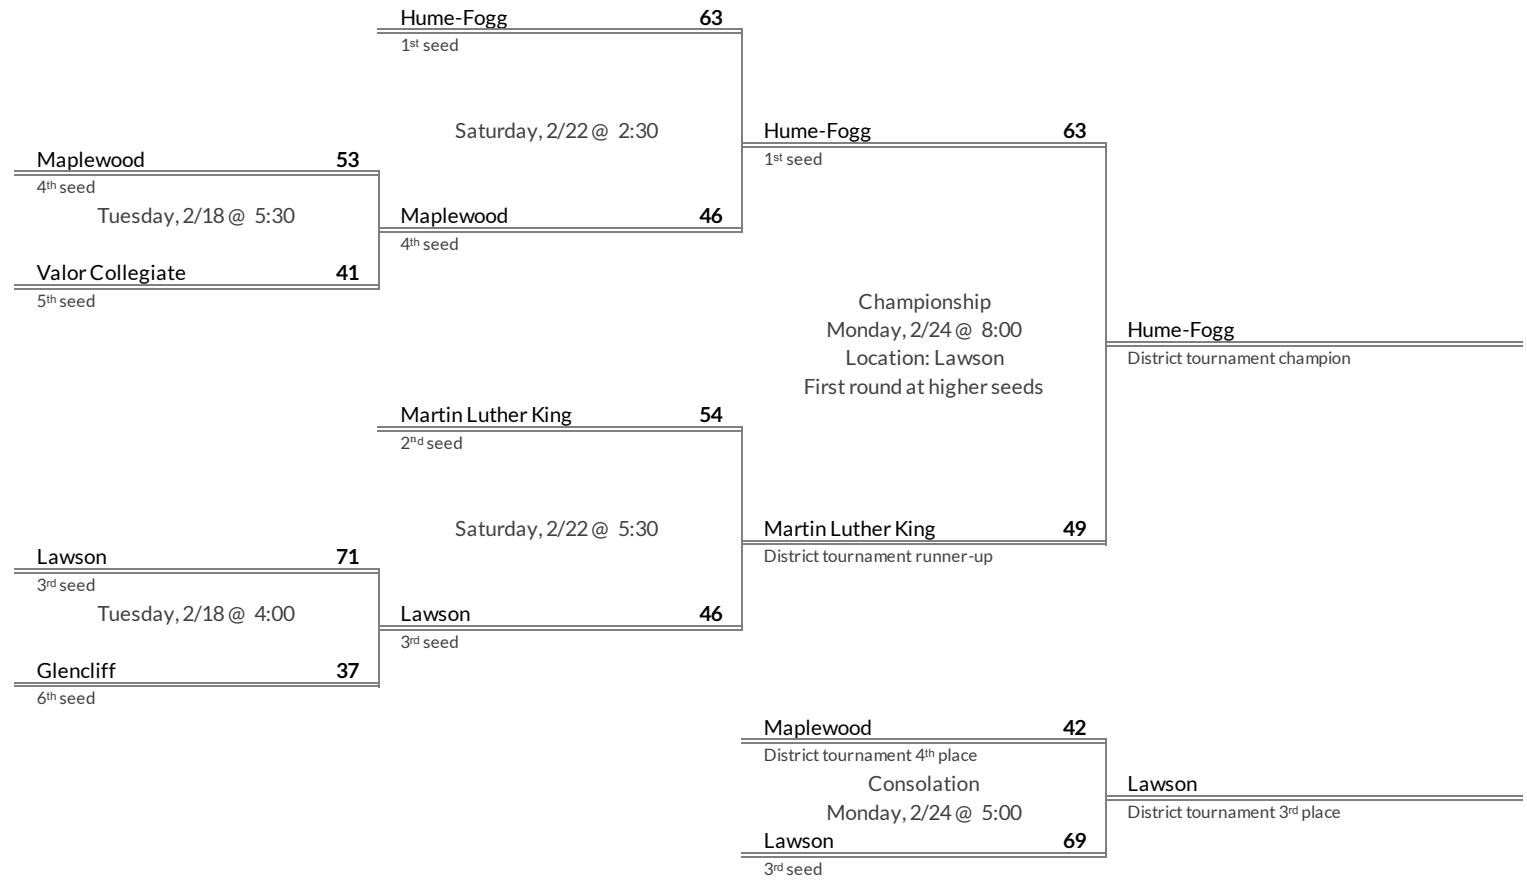 Hume-Fogg 63
1st seed
Saturday, 2/22 @ 2:30
Maplewood 53
4th seed
Tuesday, 2/18 @ 5:30
Maplewood 46
4th seed
Valor Collegiate 41
5th seed
Hume-Fogg 63
1st seed
Championship
Monday, 2/24 @ 8:00
Location: Lawson
First round at higher seeds
Hume-Fogg
District tournament champion
Martin Luther King 54
2nd seed
Saturday, 2/22 @ 5:30
Martin Luther King 49
District tournament runner-up
Lawson 71
3rd seed
Tuesday, 2/18 @ 4:00
Lawson 46
3rd seed
Glencliff 37
6th seed
Maplewood 42
District tournament 4th place
Consolation
Monday, 2/24 @ 5:00
Lawson 69
3rd seed
Lawson
District tournament 3rd place